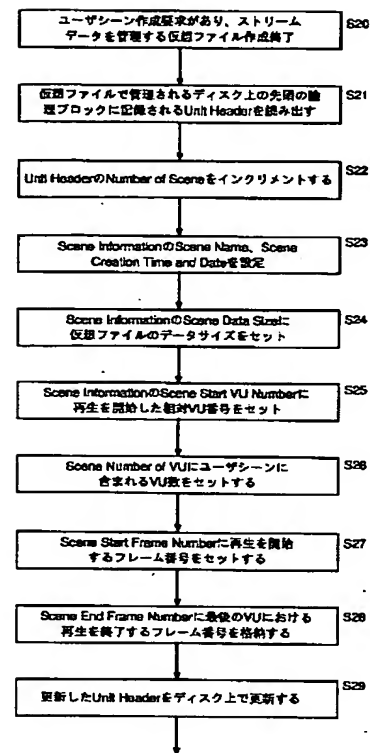 ユーザシーン作成要求があり、ストリーム
データを管理する仮想ファイル作成終了
S20
仮想ファイルで管理されるディスク上の先頭の論
理ブロックに記録されるUnit Headerを読み出す
S21
Unit HeaderのNumber of Sceneをインクリメントする
S22
Scene InformationのScene Name、Scene
Creation Time and Dateを設定
S23
Scene InformationのScene Data Sizeに
仮想ファイルのデータサイズをセット
S24
Scene InformationのScene Start VU Numberに
再生を開始した相対VU番号をセット
S25
Scene Number of VUにユーザシーンに
含まれるVU数をセットする
S26
Scene Start Frame Numberに再生を開始
するフレーム番号をセットする
S27
Scene End Frame Numberに最後のVUにおける
再生を終了するフレーム番号を格納する
S28
更新したUnit Headerをディスク上で更新する
S29